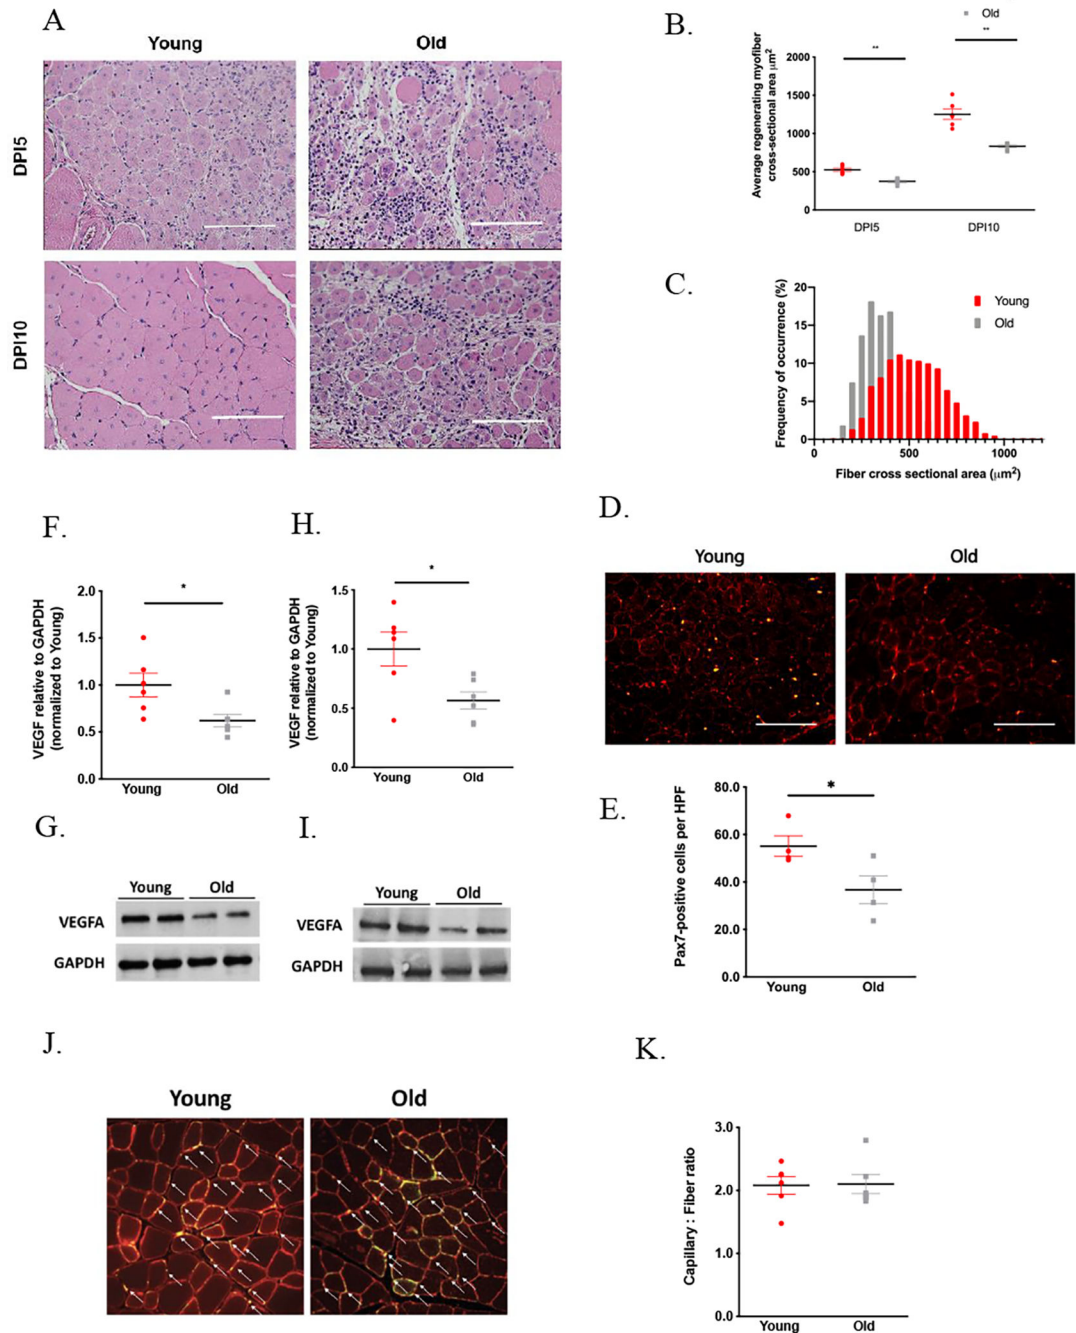 A
Young Old
DPI5
DPI10
B.
Old
**
**
Average regenerating myofiber
cross-sectional area μm²
2000
1500
1000
500
0
DPI5 DPI10
C.
Frequency of occurrence (%)
20
15
10
5
0
Young
Old
0 500 1000
Fiber cross sectional area (μm²)
D.
Young Old
E.
Pax7-positive cells per HPF
80.0
60.0
40.0
20.0
0.0
*
Young Old
F.
VEGF relative to GAPDH
(normalized to Young)
2.0
1.5
1.0
0.5
0.0
*
Young Old
H.
VEGF relative to GAPDH
(normalized to Young)
1.5
1.0
0.5
0.0
*
Young Old
G.
Young Old
VEGFA
GAPDH
I.
Young Old
VEGFA
GAPDH
J.
Young Old
K.
Capillary : Fiber ratio
3.0
2.0
1.0
0.0
Young Old